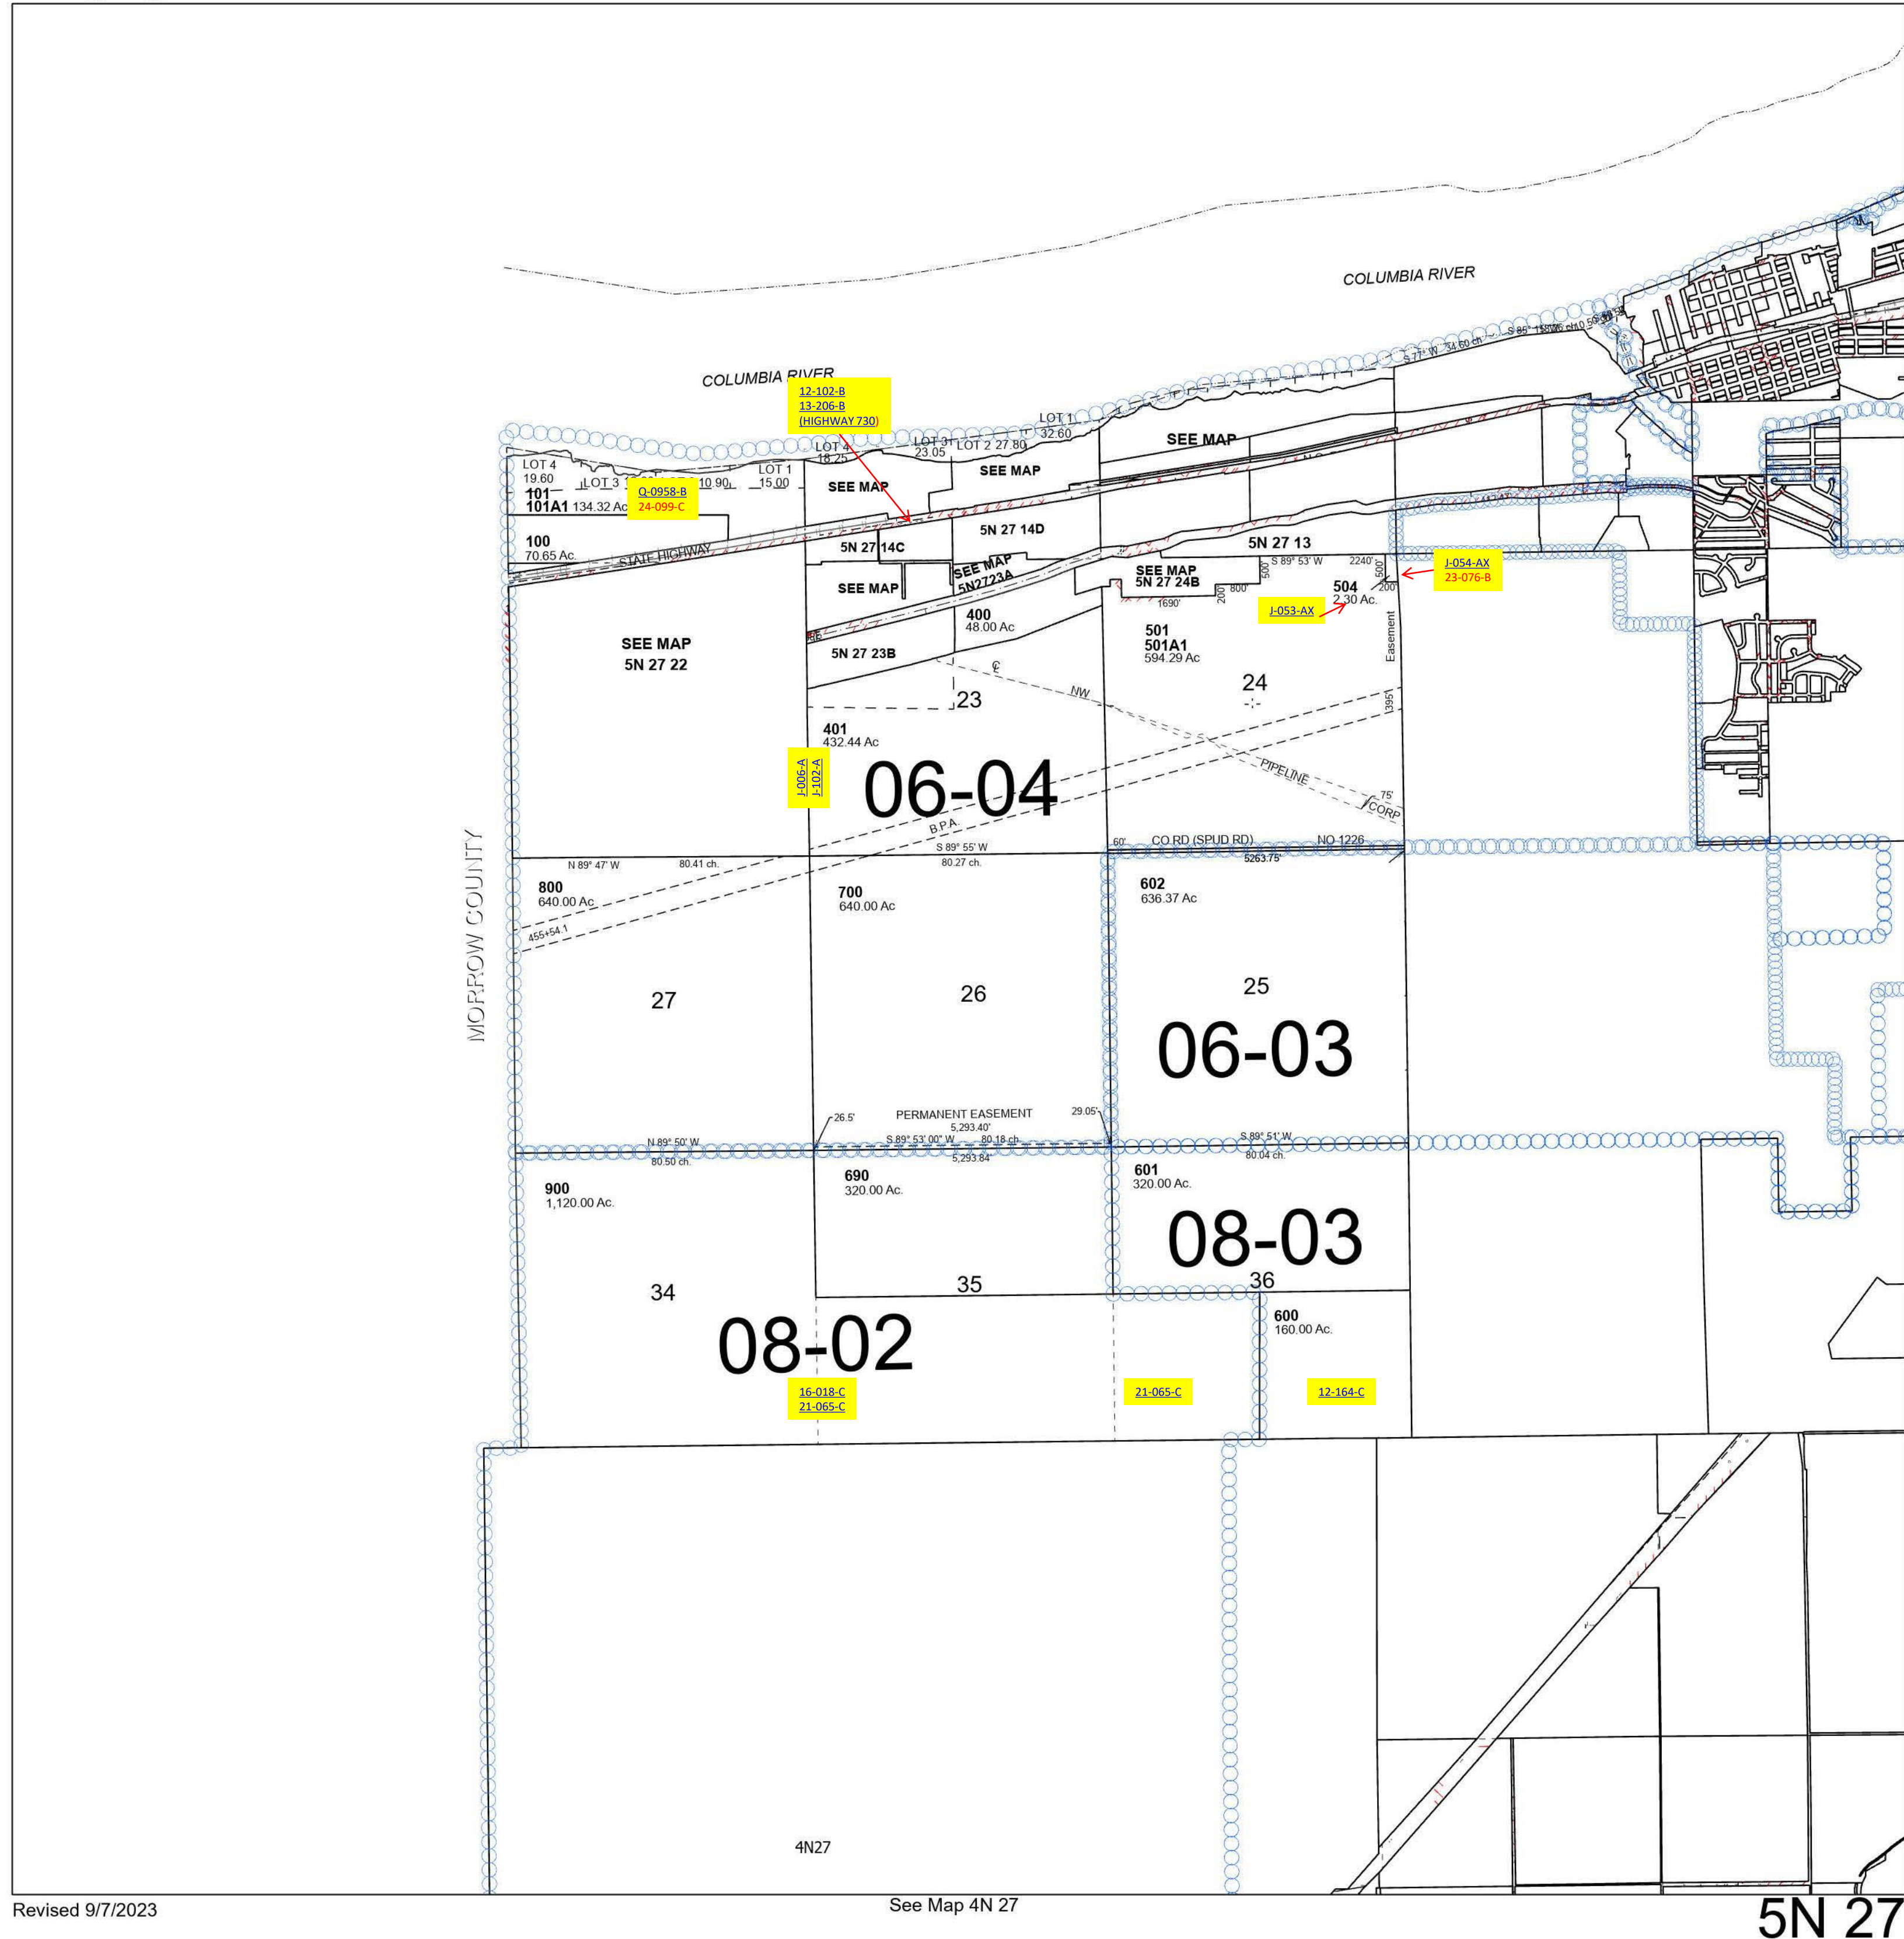 COLUMBIA RIVER
S 85°
S 77° W 34.60 ch
COLUMBIA RIVER
12-102-B
13-206-B
(HIGHWAY 730)
LOT 1
32.60
LOT 4
18.25
LOT 3
23.05
LOT 2 27.80
SEE MAP
SEE MAP
SEE MAP
LOT 4
19.60
LOT 3
10.90
LOT 1
15.00
Q-0958-B
24-099-C
101
101A1 134.32 Ac
100
70.65 Ac.
STATE HIGHWAY
5N 27 14D
5N 27 14C
5N 27 13
SEE MAP
SEE MAP
5N2723A
SEE MAP
5N 27 24B
S 89° 53' W
2240'
500'
500'
200'
800'
200'
1690'
504
2.30 Ac.
J-054-AX
23-076-B
J-053-AX
400
48.00 Ac
501
501A1
594.29 Ac
Easement
SEE MAP
5N 27 22
5N 27 23B
23
24
NW
395'
401
432.44 Ac
J-006-A
J-102-A
06-04
PIPELINE
75'
CORP
B.P.A.
MORROW COUNTY
S 89° 55' W
80.27 ch.
60'
CO RD (SPUD RD)
NO 1226
5263.75'
N 89° 47' W
80.41 ch.
800
640.00 Ac
700
640.00 Ac
602
636.37 Ac
455+54.1
27
26
25
06-03
26.5'
PERMANENT EASEMENT
29.05'
5,293.40'
S 89° 53' 00" W
80.18 ch.
5,293.84'
N 89° 50' W
80.50 ch.
S 89° 51' W
80.04 ch.
900
1,120.00 Ac.
690
320.00 Ac.
601
320.00 Ac.
08-03
34
35
36
08-02
600
160.00 Ac.
16-018-C
21-065-C
21-065-C
12-164-C
4N27
Revised 9/7/2023
See Map 4N 27
5N 27